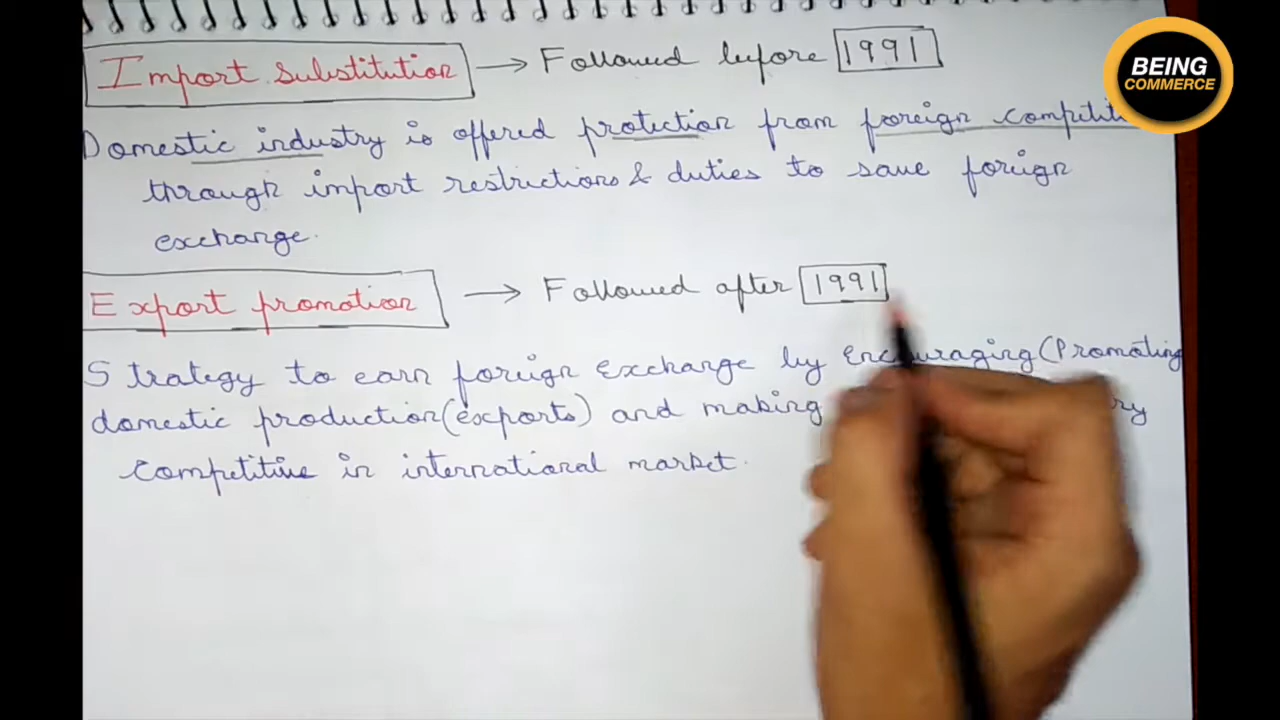 Import Substitution → Followed before 1991
BEING
COMMERCE
Domestic industry is offered protection from foreign
through import restrictions & duties to save foreign
exchange.
Export promotion → Followed after 1991
Strategy to earn foreign Exchange by Encouraging (Promoting
domestic production (exports) and making
competitive in international market.